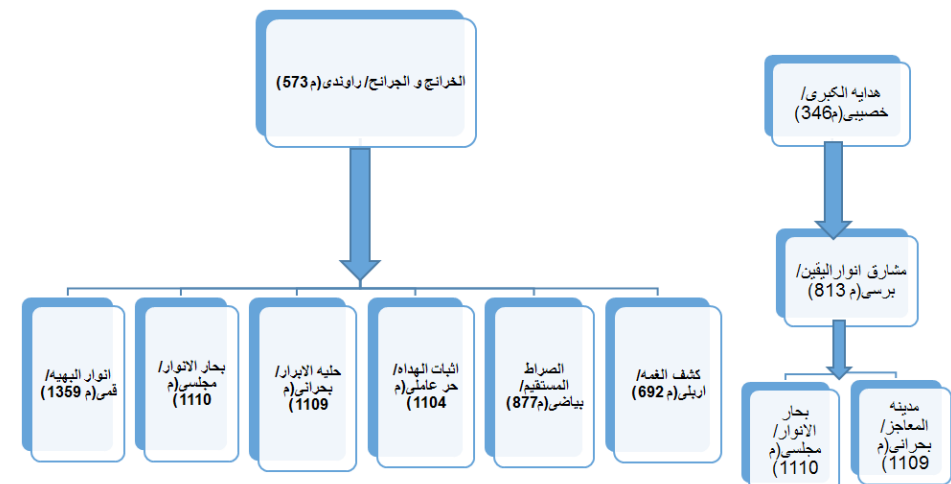 الخرائج و الجرائح/ راوندی(م 573)
هدایه الکبری/
خصیبی(م346)
مشارق انوارالیقین/
برسی(م 813)
کشف الغمه/
اربلی(م 692)
الصراط
المستقیم/
بیاضی(م877)
اثبات الهداه/
حر عاملی(م
1104)
حلیه الابرار/
بحرانی(م
1109)
بحار الانوار/
مجلسی(م
1110)
انوار البهیه/
قمی(م 1359)
مدینه
المعاجز/
بحرانی(م
1109)
بحار
الانوار/
مجلسی(م
1110)